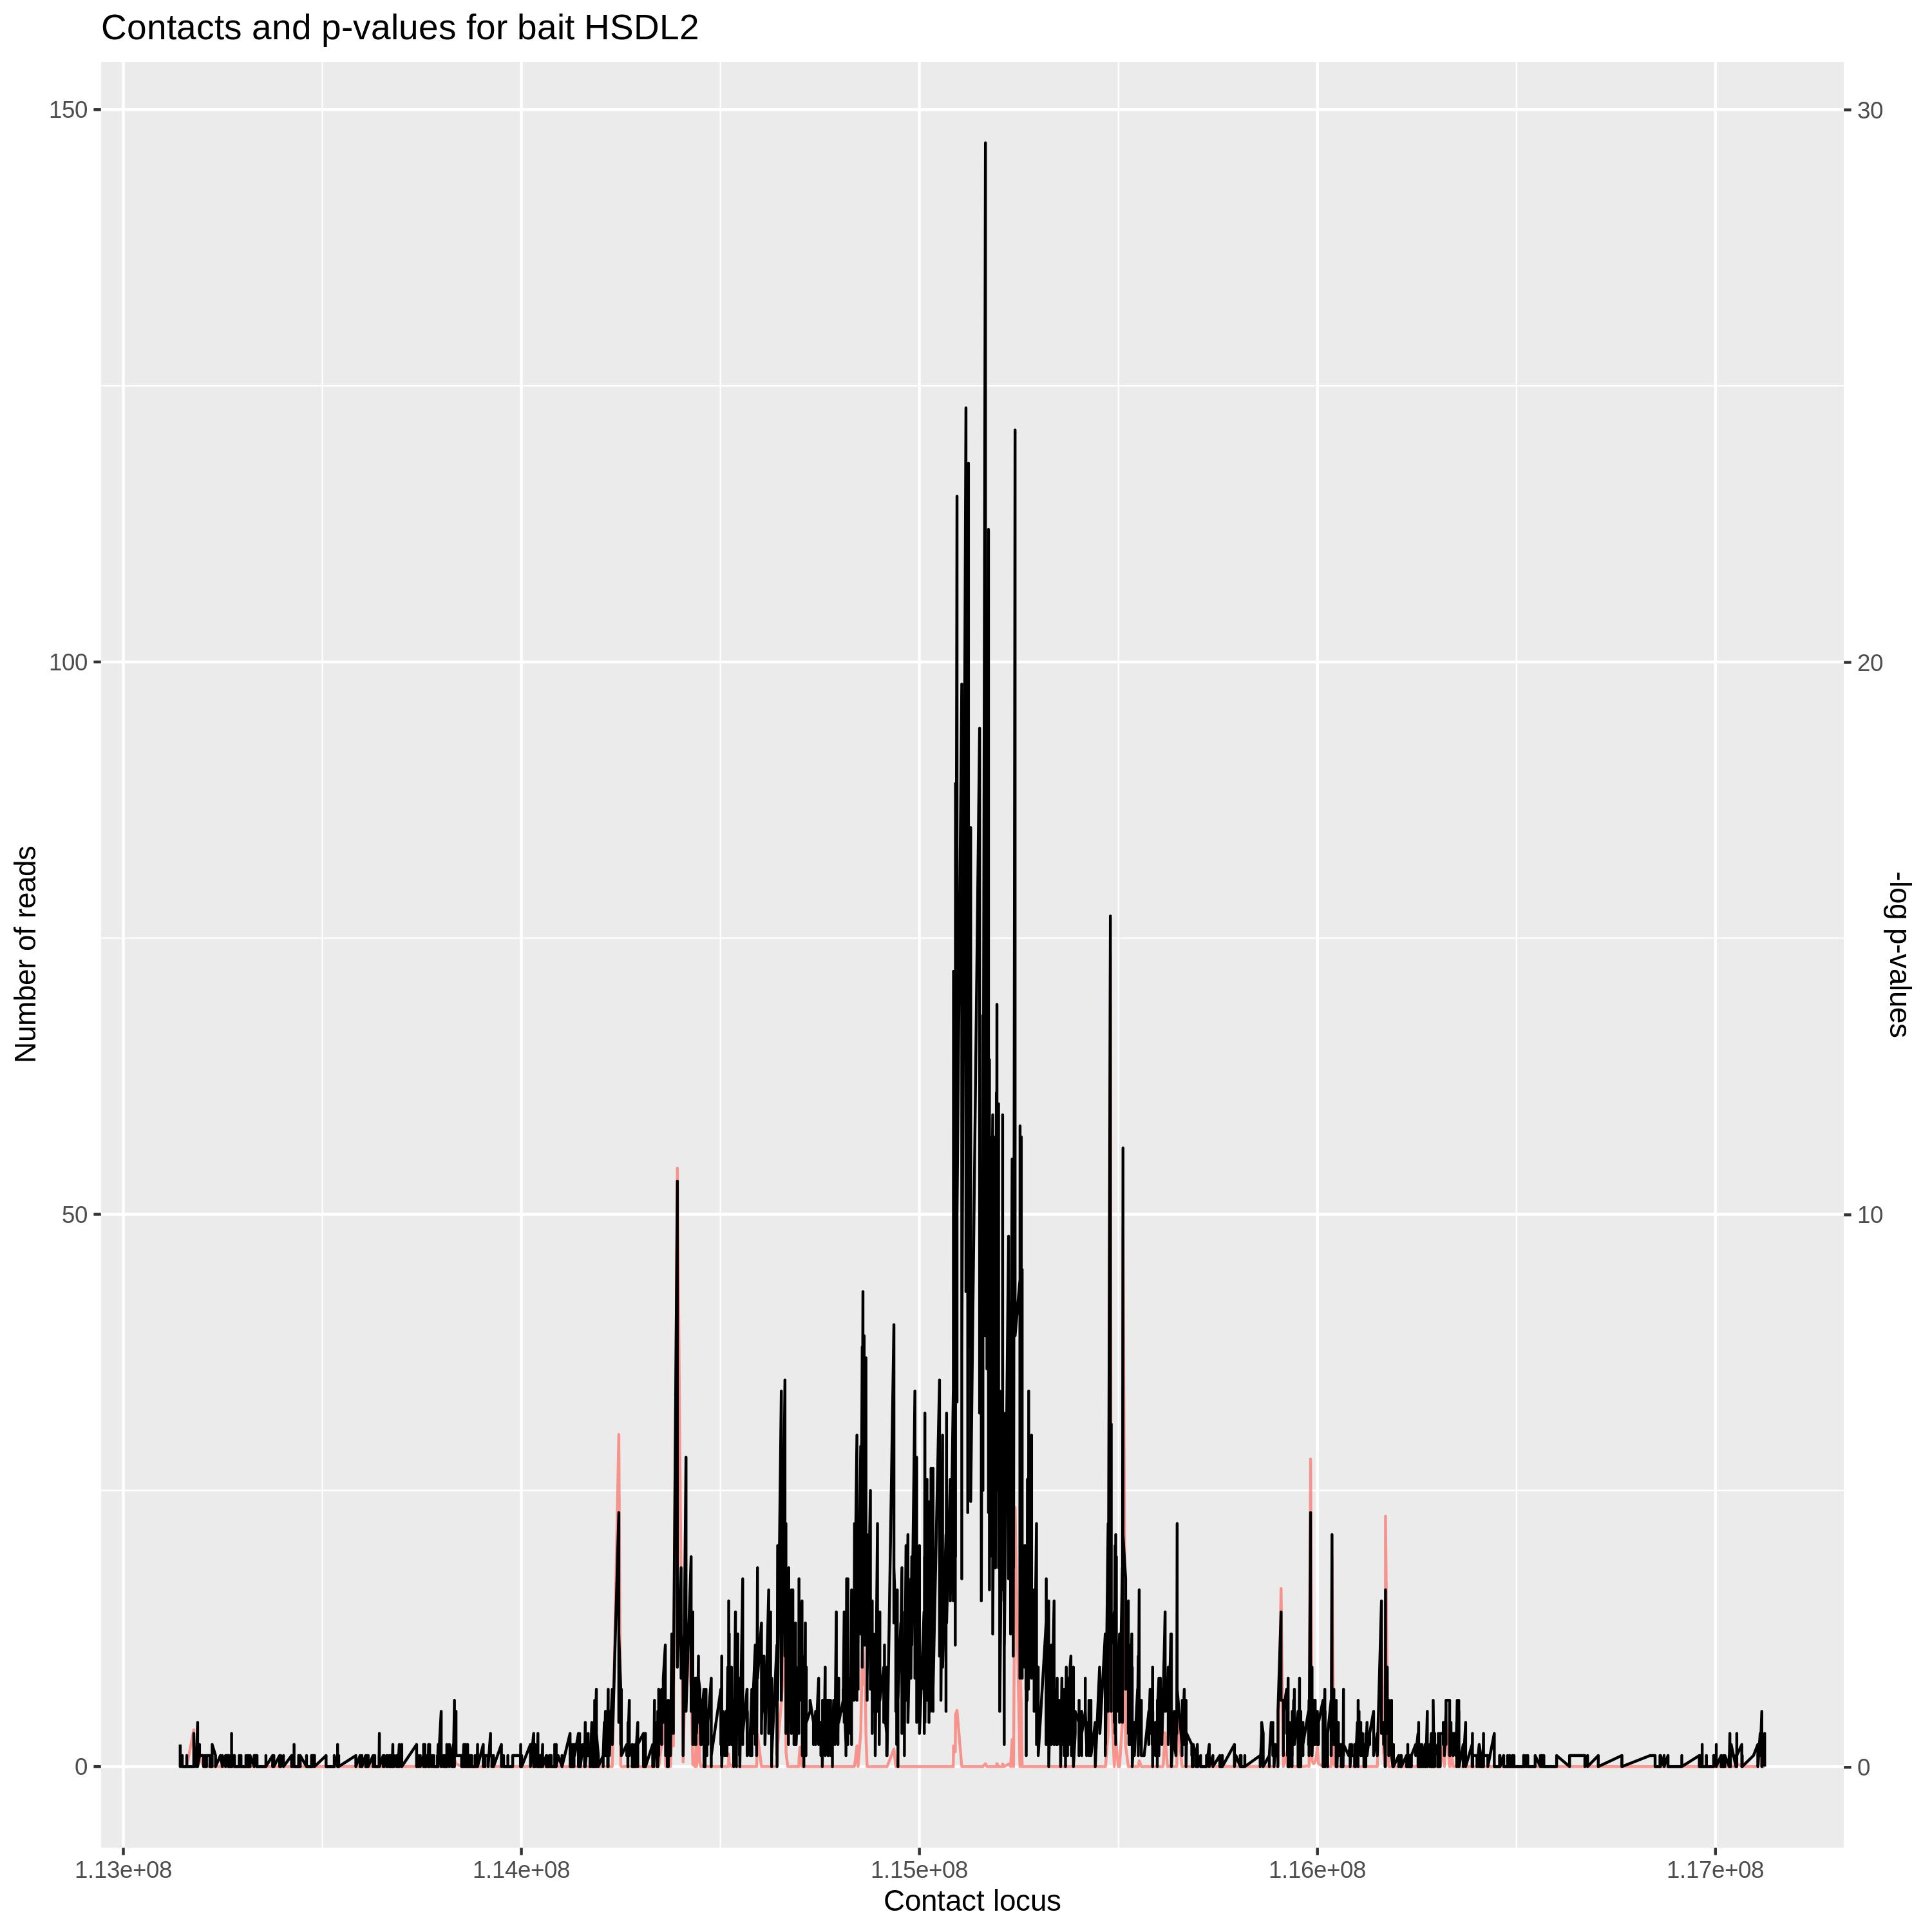 Contacts and p-values for bait HSDL2
150
100
50
0
30
20
10
0
Number of reads
-log p-values
1.13e+08
1.14e+08
1.15e+08
1.16e+08
1.17e+08
Contact locus